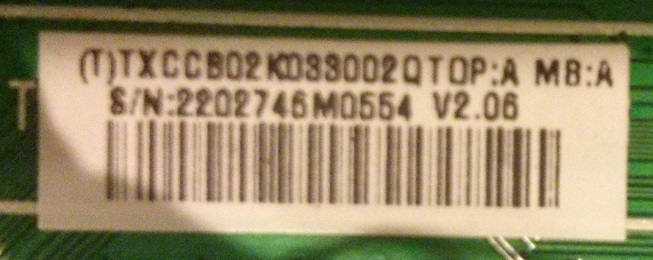 (T)TXCCB02K033002QTOP:A MB:A
S/N:2202746M0554 V2.06
T